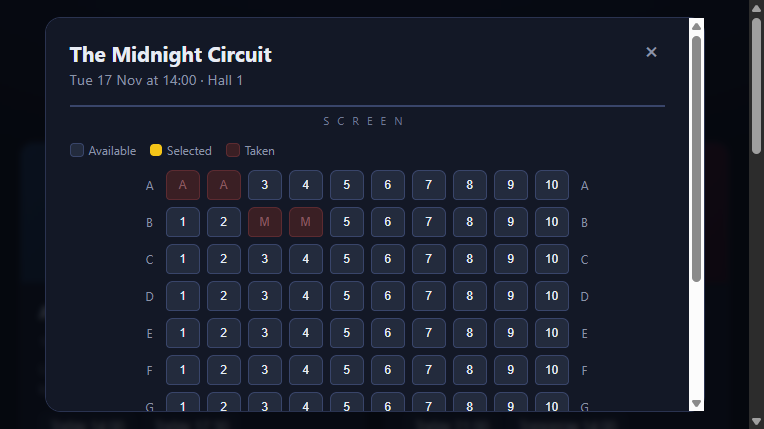 The Midnight Circuit ×
Tue 17 Nov at 14:00 · Hall 1
SCREEN
Available Selected Taken
A A A 3 4 5 6 7 8 9 10 A
B 1 2 M M 5 6 7 8 9 10 B
C 1 2 3 4 5 6 7 8 9 10 C
D 1 2 3 4 5 6 7 8 9 10 D
E 1 2 3 4 5 6 7 8 9 10 E
F 1 2 3 4 5 6 7 8 9 10 F
G 1 2 3 4 5 6 7 8 9 10 G